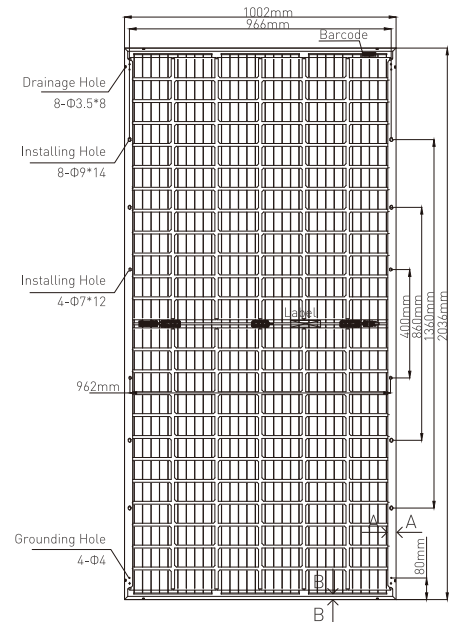 1002mm
966mm
Barcode
Drainage Hole
8-Φ3.5*8
Installing Hole
8-Φ9*14
Installing Hole
4-Φ7*12
Label
400mm
860mm
1360mm
2036mm
962mm
A A
Grounding Hole
4-Φ4
80mm
B
B